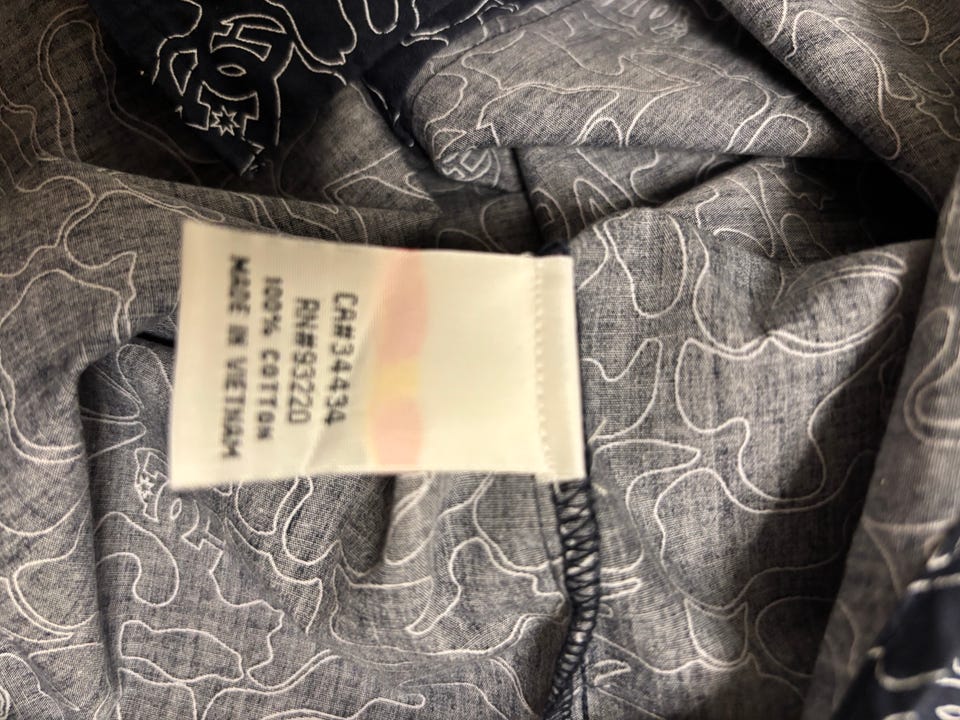 CA#34434
RN#93220
100% COTTON
MADE IN VIETNAM